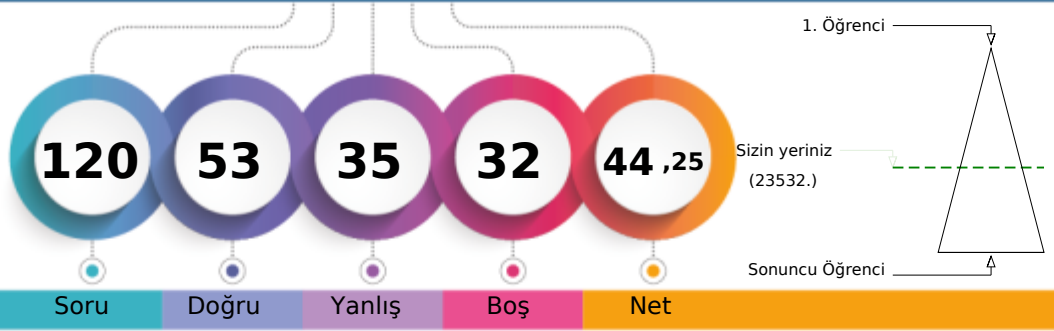 1. Öğrenci
120
53
35
32
44 ,25
Sizin yeriniz
(23532.)
Sonuncu Öğrenci
Soru
Doğru
Yanlış
Boş
Net